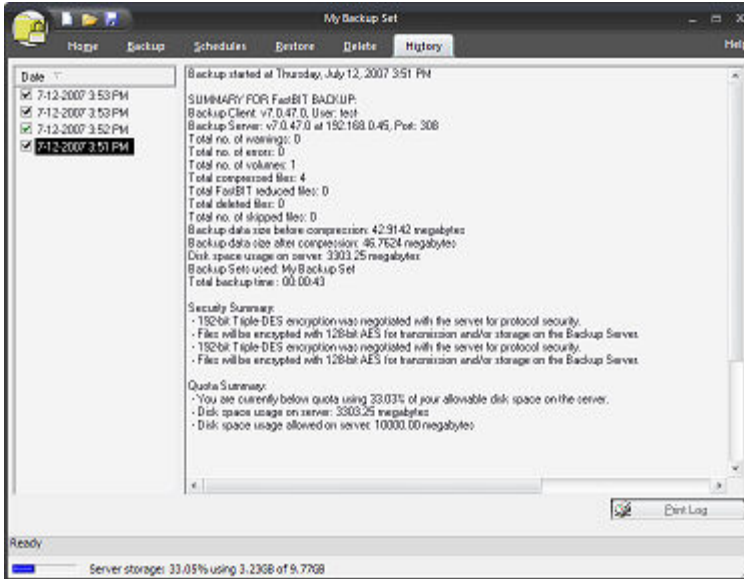 My Backup Set
Home Backup Schedules Restore Delete History Help
Date
7-12-2007 3:53 PM
7-12-2007 3:53 PM
7-12-2007 3:52 PM
7-12-2007 3:51 PM
Backup started at Thursday, July 12, 2007 3:51 PM
SUMMARY FOR FastBIT BACKUP:
Backup Client: v7.0.47.0, User: test
Backup Server: v7.0.47.0 at 192.168.0.45, Port: 308
Total no. of warnings: 0
Total no. of errors: 0
Total no. of volumes: 1
Total compressed files: 4
Total FastBIT reduced files: 0
Total deleted files: 0
Total no. of skipped files: 0
Backup data size before compression: 42.9142 megabytes
Backup data size after compression: 46.7624 megabytes
Disk space usage on server: 3303.25 megabytes
Backup Sets used: My Backup Set
Total backup time : 00:00:43
Security Summary:
- 192-bit Triple-DES encryption was negotiated with the server for protocol security.
- Files will be encrypted with 128-bit AES for transmission and/or storage on the Backup Server.
- 192-bit Triple-DES encryption was negotiated with the server for protocol security.
- Files will be encrypted with 128-bit AES for transmission and/or storage on the Backup Server.
Quota Summary:
- You are currently below quota using 33.03% of your allowable disk space on the server.
- Disk space usage on server: 3303.25 megabytes
- Disk space usage allowed on server: 10000.00 megabytes
Print Log
Ready
Server storage: 33.05% using 3.23GB of 9.77GB